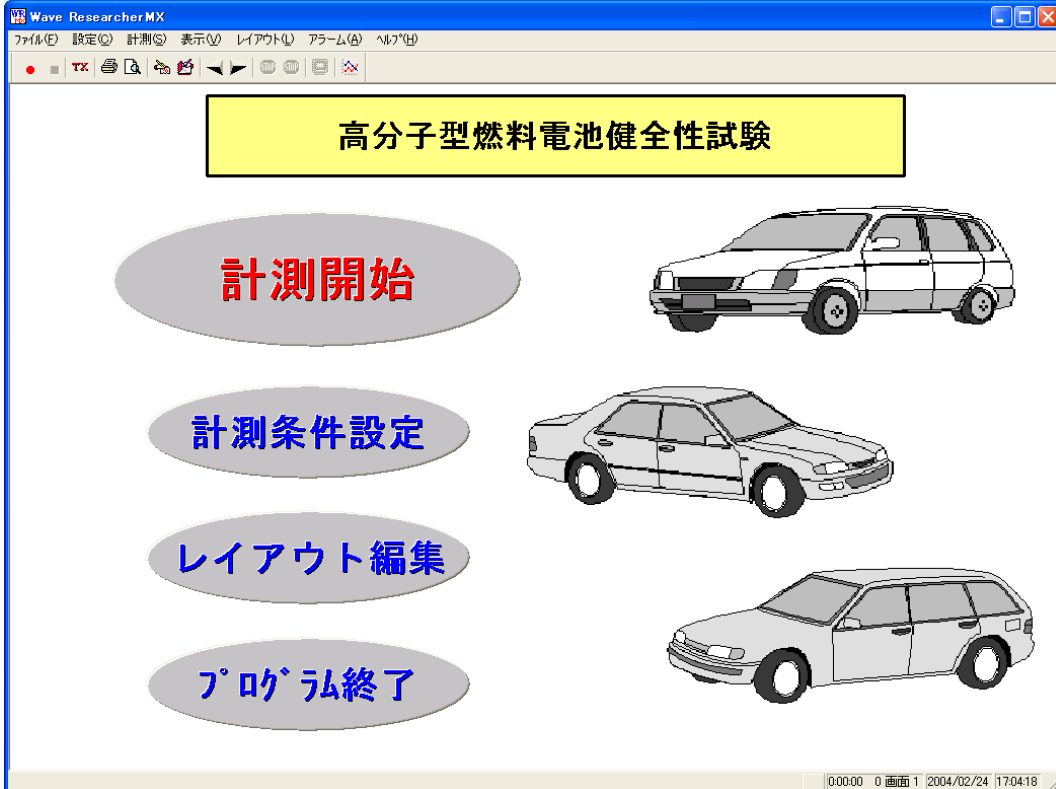 Wave ResearcherMX
ﾌｧｲﾙ(F) 設定(C) 計測(S) 表示(V) ﾚｲｱｳﾄ(L) ｱﾗｰﾑ(A) ﾍﾙﾌﾟ(H)
TX STOP STOP
高分子型燃料電池健全性試験
計測開始
計測条件設定
レイアウト編集
ﾌﾟﾛｸﾞﾗﾑ終了
0:00:00 0 画面 1 2004/02/24 17:04:18